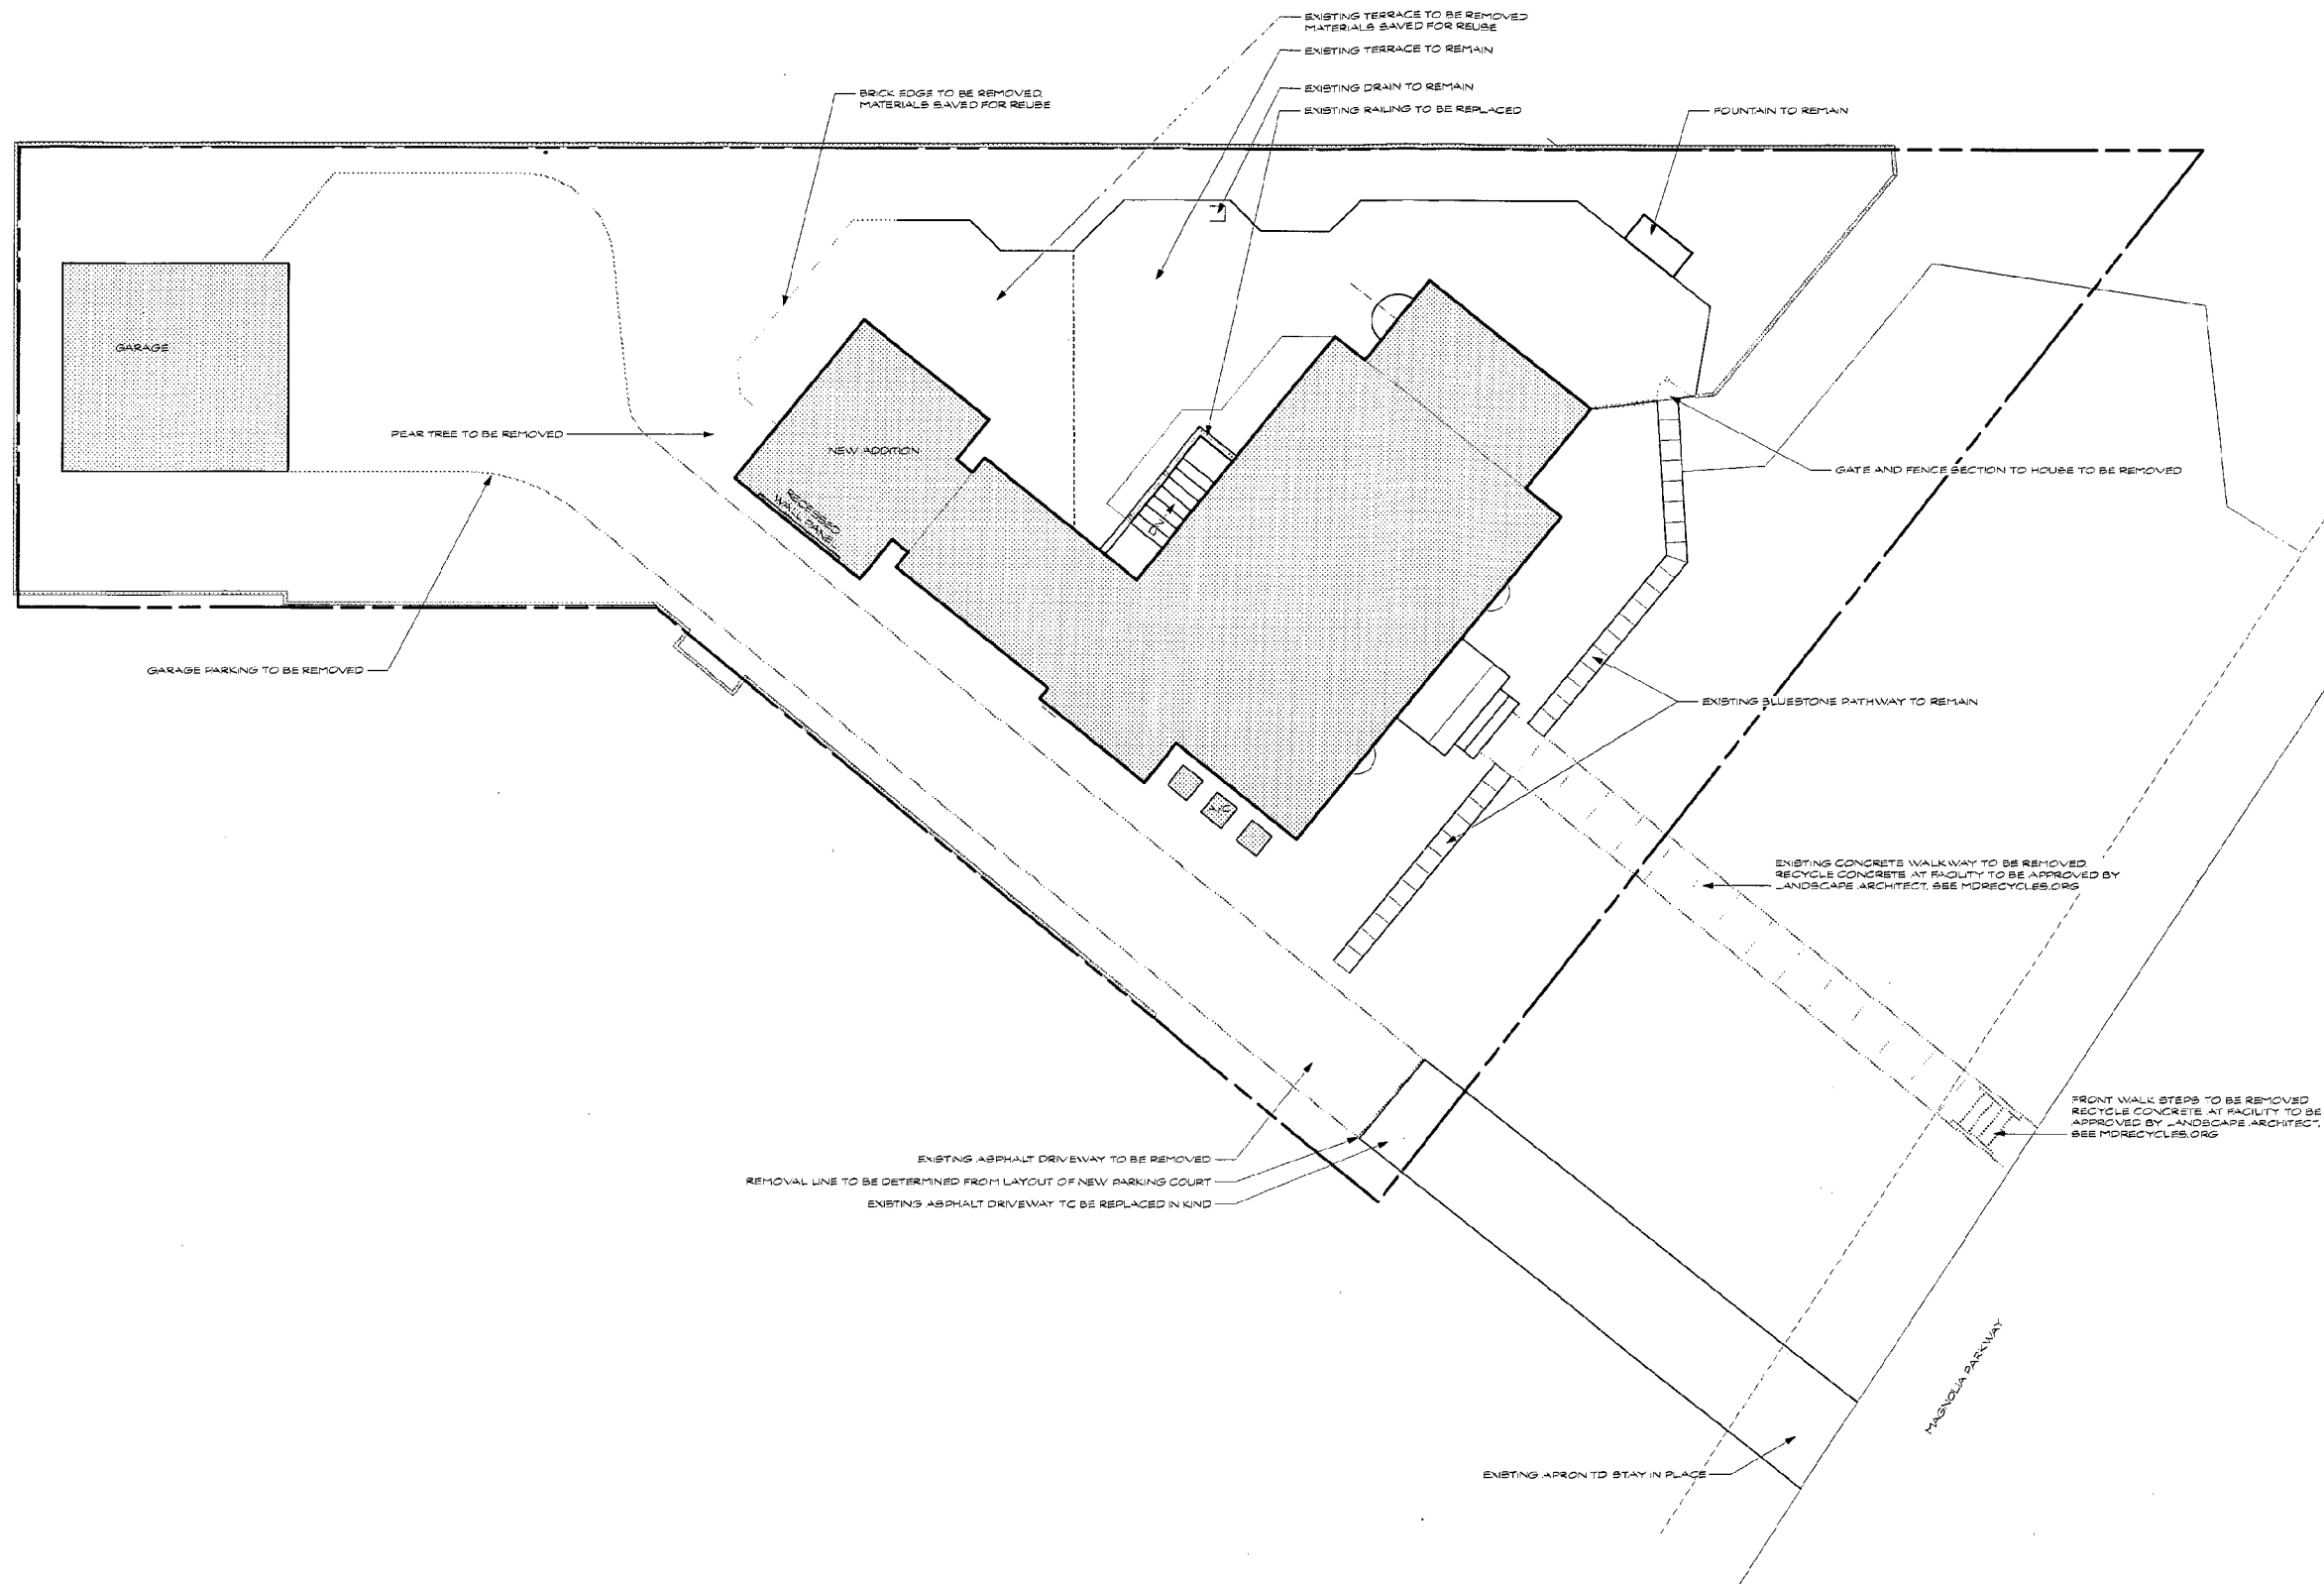 EXISTING TERRACE TO BE REMOVED
MATERIALS SAVED FOR REUSE
EXISTING TERRACE TO REMAIN
BRICK EDGE TO BE REMOVED.
MATERIALS SAVED FOR REUSE
EXISTING DRAIN TO REMAIN
EXISTING RAILING TO BE REPLACED
FOUNTAIN TO REMAIN
GARAGE
PEAR TREE TO BE REMOVED
NEW ADDITION
GATE AND FENCE SECTION TO HOUSE TO BE REMOVED
RECESSED
WALL PANEL
DN
GARAGE PARKING TO BE REMOVED
EXISTING BLUESTONE PATHWAY TO REMAIN
A/C
EXISTING CONCRETE WALKWAY TO BE REMOVED.
RECYCLE CONCRETE AT FACILITY TO BE APPROVED BY
LANDSCAPE ARCHITECT. SEE MDRECYCLES.ORG
FRONT WALK STEPS TO BE REMOVED
RECYCLE CONCRETE AT FACILITY TO BE
APPROVED BY LANDSCAPE ARCHITECT.
SEE MDRECYCLES.ORG
EXISTING ASPHALT DRIVEWAY TO BE REMOVED
REMOVAL LINE TO BE DETERMINED FROM LAYOUT OF NEW PARKING COURT
EXISTING ASPHALT DRIVEWAY TO BE REPLACED IN KIND
MAGNOLIA PARKWAY
EXISTING APRON TO STAY IN PLACE